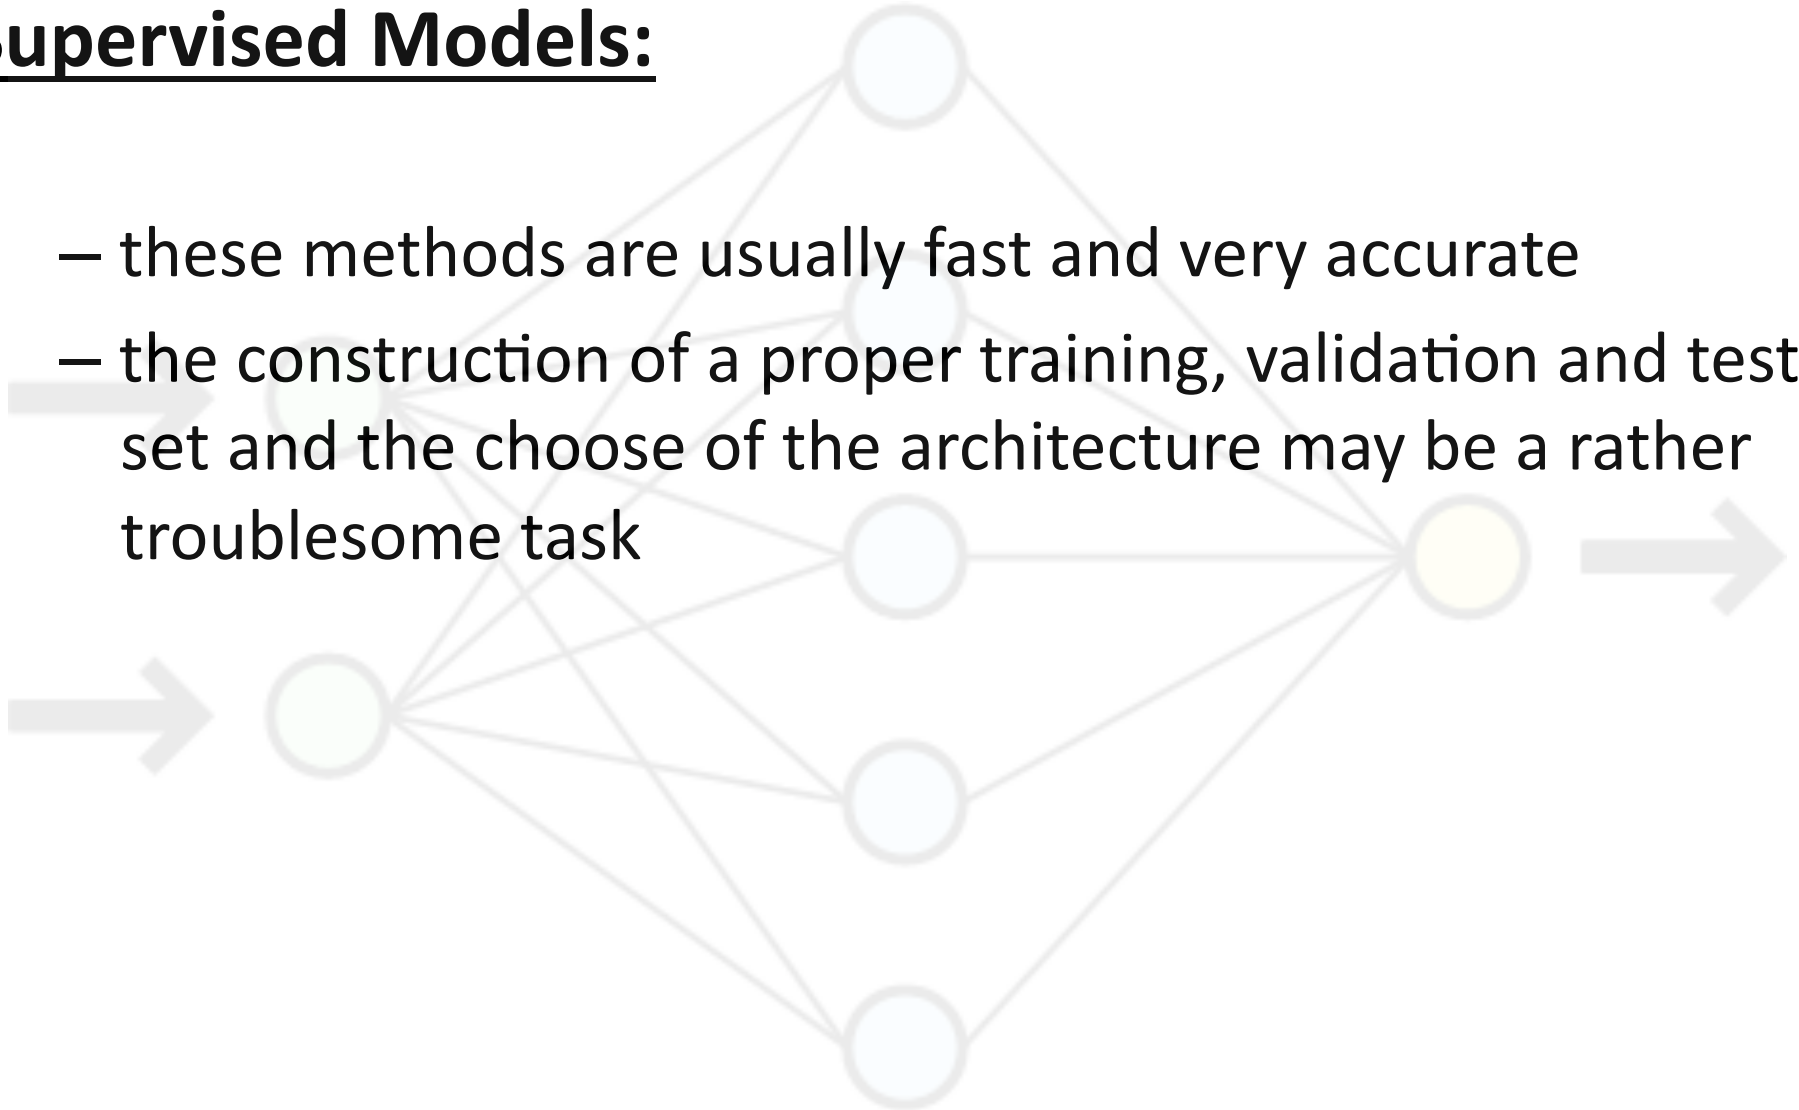 upervised Models:
– these methods are usually fast and very accurate
– the construction of a proper training, validation and test
set and the choose of the architecture may be a rather
troublesome task